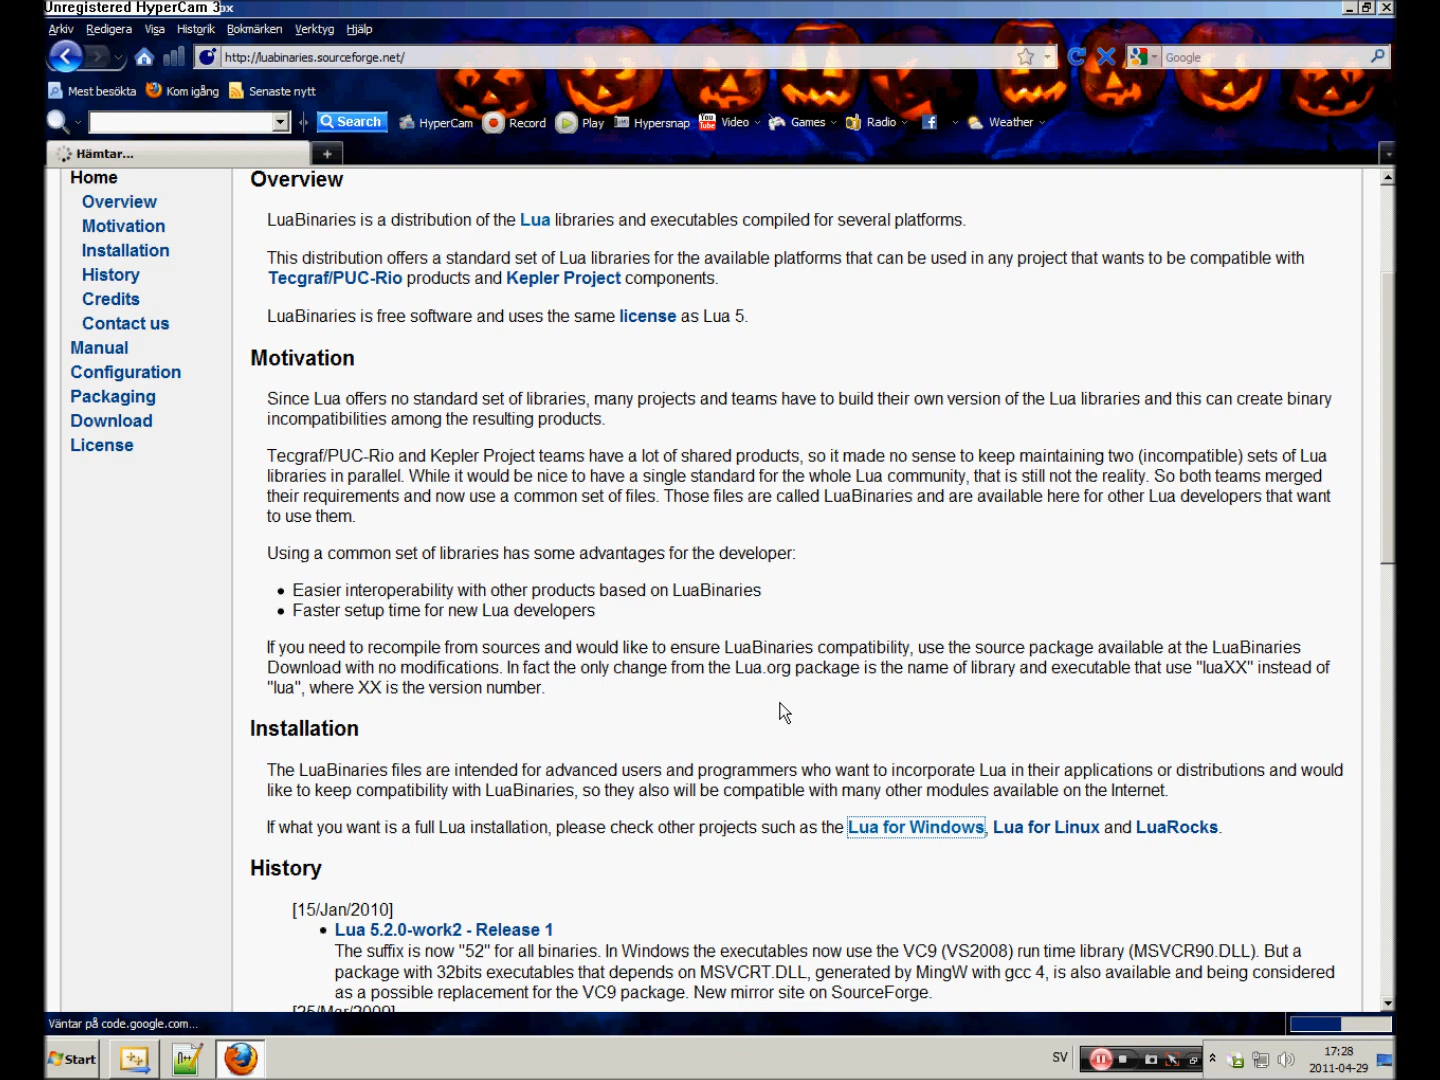 Unregistered HyperCam 3
Arkiv Redigera Visa Historik Bokmärken Verktyg Hjälp
http://luabinaries.sourceforge.net/ Google
Mest besökta Kom igång Senaste nytt
Search HyperCam Record Play Hypersnap You Tube Video Games Radio Weather
Hämtar...
Home
Overview
Motivation
Installation
History
Credits
Contact us
Manual
Configuration
Packaging
Download
License
Overview
LuaBinaries is a distribution of the Lua libraries and executables compiled for several platforms.
This distribution offers a standard set of Lua libraries for the available platforms that can be used in any project that wants to be compatible with
Tecgraf/PUC-Rio products and Kepler Project components.
LuaBinaries is free software and uses the same license as Lua 5.
Motivation
Since Lua offers no standard set of libraries, many projects and teams have to build their own version of the Lua libraries and this can create binary
incompatibilities among the resulting products.
Tecgraf/PUC-Rio and Kepler Project teams have a lot of shared products, so it made no sense to keep maintaining two (incompatible) sets of Lua
libraries in parallel. While it would be nice to have a single standard for the whole Lua community, that is still not the reality. So both teams merged
their requirements and now use a common set of files. Those files are called LuaBinaries and are available here for other Lua developers that want
to use them.
Using a common set of libraries has some advantages for the developer:
• Easier interoperability with other products based on LuaBinaries
• Faster setup time for new Lua developers
If you need to recompile from sources and would like to ensure LuaBinaries compatibility, use the source package available at the LuaBinaries
Download with no modifications. In fact the only change from the Lua.org package is the name of library and executable that use "luaXX" instead of
"lua", where XX is the version number.
Installation
The LuaBinaries files are intended for advanced users and programmers who want to incorporate Lua in their applications or distributions and would
like to keep compatibility with LuaBinaries, so they also will be compatible with many other modules available on the Internet.
If what you want is a full Lua installation, please check other projects such as the Lua for Windows, Lua for Linux and LuaRocks.
History
[15/Jan/2010]
• Lua 5.2.0-work2 - Release 1
The suffix is now "52" for all binaries. In Windows the executables now use the VC9 (VS2008) run time library (MSVCR90.DLL). But a
package with 32bits executables that depends on MSVCRT.DLL, generated by MingW with gcc 4, is also available and being considered
as a possible replacement for the VC9 package. New mirror site on SourceForge.
[25/Mar/2009]
Väntar på code.google.com...
Start SV 17:28
2011-04-29